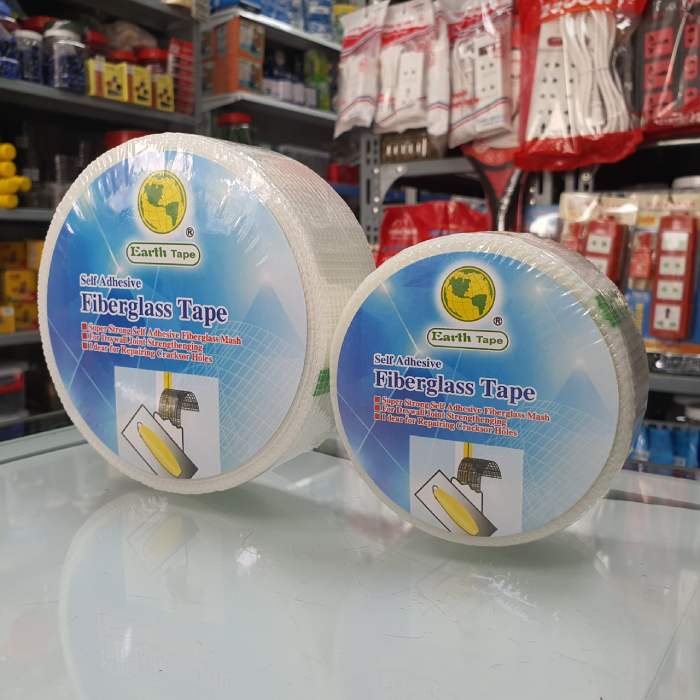 Earth Tape
®
Self Adhesive
Fiberglass Tape
Super Strong Self Adhesive Fiberglass Mash
For Drywall Joint Strengthening
I dear for Repairing Cracksor Holes
Earth Tape
®
Self Adhesive
Fiberglass Tape
Super Strong Self Adhesive Fiberglass Mash
For Drywall Joint Strengthening
I dear for Repairing Cracksor Holes